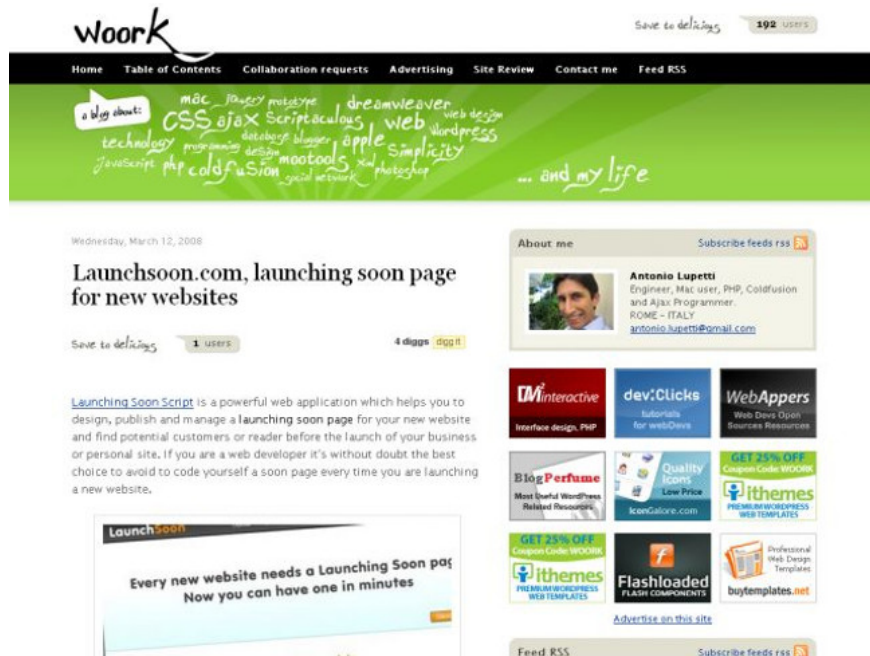 woork
Save to delicious 192 users
Home Table of Contents Collaboration requests Advertising Site Review Contact me Feed RSS
a blog about:
mac jquery prototype dreamweaver
CSS ajax Scriptaculous web web design
technology programming database blogger apple Wordpress
design Simplicity
JavaScript php coldfusion mootools xml photoshop
social network
... and my life
Wednesday, March 12, 2008
Launchsoon.com, launching soon page
for new websites
Save to delicious 1 users 4 diggs digg it
Launching Soon Script is a powerful web application which helps you to
design, publish and manage a launching soon page for your new website
and find potential customers or reader before the launch of your business
or personal site. If you are a web developer it's without doubt the best
choice to avoid to code yourself a soon page every time you are launching
a new website.
LaunchSoon
Every new website needs a Launching Soon pag
Now you can have one in minutes
About me Subscribe feeds rss
Antonio Lupetti
Engineer, Mac user, PHP, Coldfusion
and Ajax Programmer.
ROME - ITALY
antonio.lupetti@gmail.com
M2 interactive
Interface design, PHP
dev:Clicks
tutorials
for webDevs
WebAppers
Web Devs Open
Sources Resources
BlogPerfume
Most Useful WordPress
Related Resources
Quality
Icons
Low Price
IconGalore.com
GET 25% OFF
Coupon Code: WOORK
ithemes
PREMIUM WORDPRESS
WEB TEMPLATES
GET 25% OFF
Coupon Code: WOORK
ithemes
PREMIUM WORDPRESS
WEB TEMPLATES
Flashloaded
FLASH COMPONENTS
Professional
Web Design
Templates
buytemplates.net
Advertise on this site
Feed RSS Subscribe feeds rss